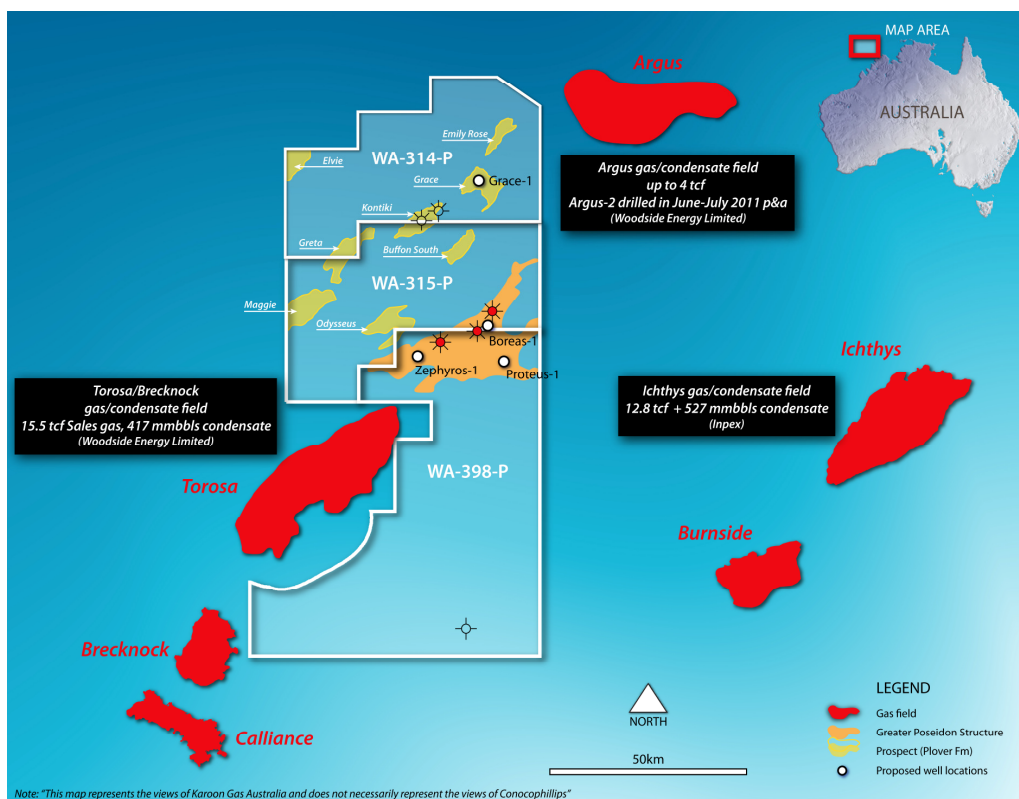 MAP AREA
AUSTRALIA
Argus
Argus gas/condensate field
up to 4 tcf
Argus-2 drilled in June-July 2011 p&a
(Woodside Energy Limited)
Emily Rose
Elvie
WA-314-P
Grace
Grace-1
Kontiki
Greta
Buffon South
WA-315-P
Maggie
Odysseus
Boreas-1
Zephyros-1
Proteus-1
Ichthys
Ichthys gas/condensate field
12.8 tcf + 527 mmbbls condensate
(Inpex)
Torosa/Brecknock
gas/condensate field
15.5 tcf Sales gas, 417 mmbbls condensate
(Woodside Energy Limited)
WA-398-P
Torosa
Burnside
Brecknock
Calliance
NORTH
50km
LEGEND
Gas field
Greater Poseidon Structure
Prospect (Plover Fm)
Proposed well locations
Note: "This map represents the views of Karoon Gas Australia and does not necessarily represent the views of Conocophillips"